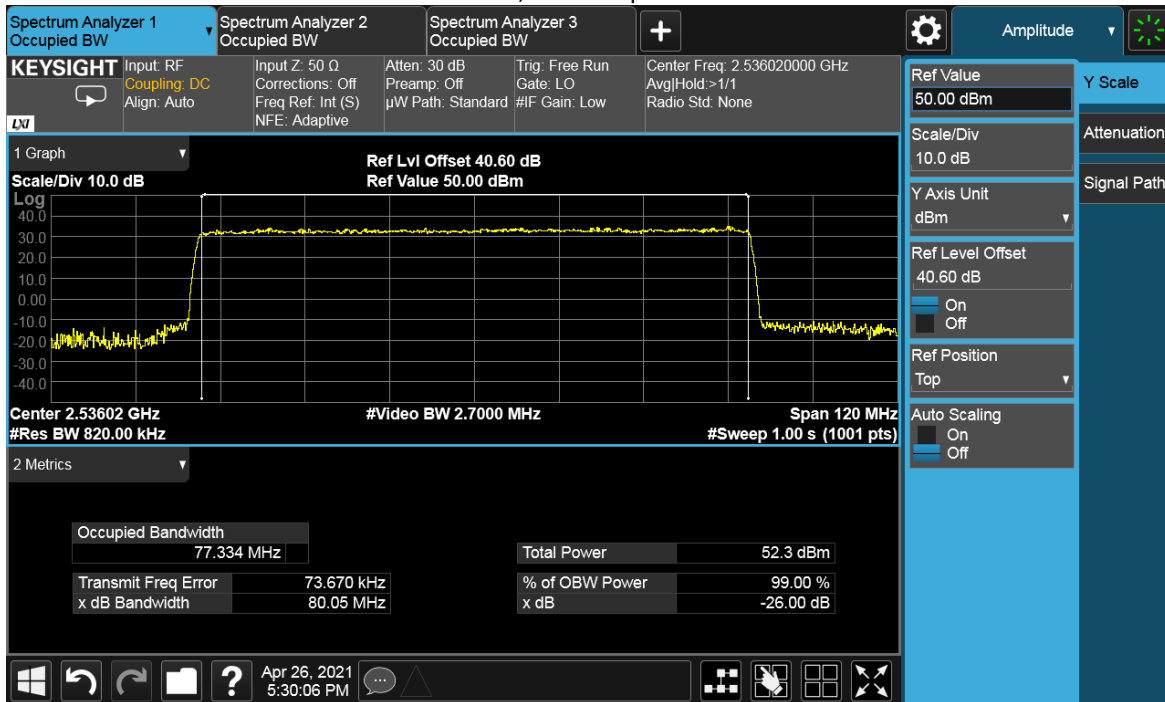 Spectrum Analyzer 1
Occupied BW
Spectrum Analyzer 2
Occupied BW
Spectrum Analyzer 3
Occupied BW
Amplitude
KEYSIGHT
LXI
Input: RF
Coupling: DC
Align: Auto
Input Z: 50 Ω
Corrections: Off
Freq Ref: Int (S)
NFE: Adaptive
Atten: 30 dB
Preamp: Off
µW Path: Standard
Trig: Free Run
Gate: LO
#IF Gain: Low
Center Freq: 2.536020000 GHz
Avg|Hold:>1/1
Radio Std: None
1 Graph
Scale/Div 10.0 dB
Ref Lvl Offset 40.60 dB
Ref Value 50.00 dBm
Log
40.0
30.0
20.0
10.0
0.00
-10.0
-20.0
-30.0
-40.0
Center 2.53602 GHz
#Res BW 820.00 kHz
#Video BW 2.7000 MHz
Span 120 MHz
#Sweep 1.00 s (1001 pts)
2 Metrics
Occupied Bandwidth
77.334 MHz
Total Power 52.3 dBm
Transmit Freq Error 73.670 kHz
% of OBW Power 99.00 %
x dB Bandwidth 80.05 MHz
x dB -26.00 dB
Ref Value
50.00 dBm
Scale/Div
10.0 dB
Y Axis Unit
dBm
Ref Level Offset
40.60 dB
On
Off
Ref Position
Top
Auto Scaling
On
Off
Y Scale
Attenuation
Signal Path
?
Apr 26, 2021
5:30:06 PM